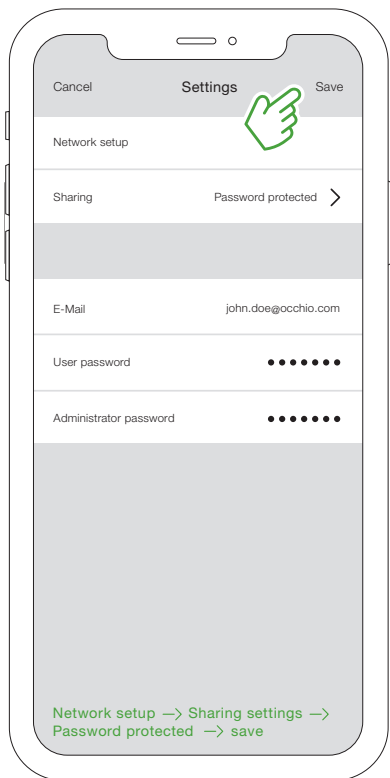 Cancel Settings Save
Network setup
Sharing Password protected
E-Mail john.doe@occhio.com
User password ●●●●●●●
Administrator password ●●●●●●●
Network setup —> Sharing settings —>
Password protected —> save